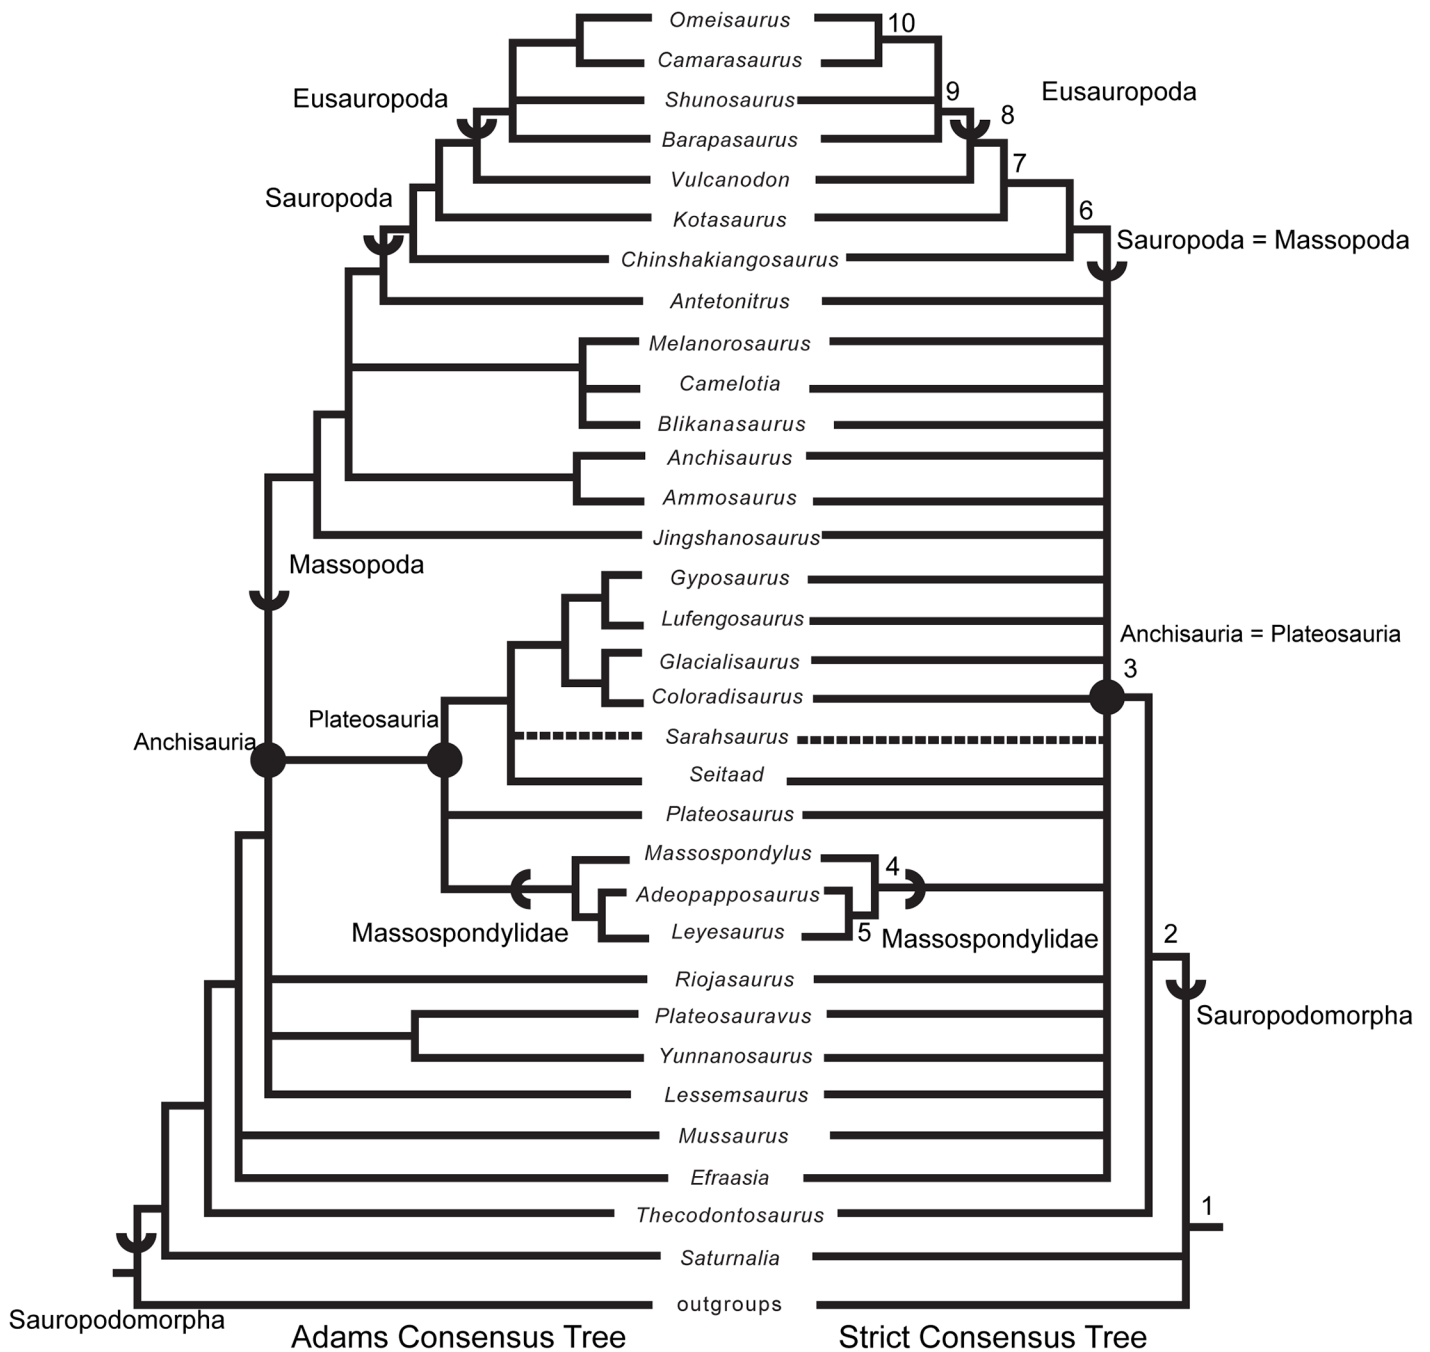 Omeisaurus 10
Camarasaurus
Eusauropoda Shunosaurus 9 Eusauropoda
8
Barapasaurus
7
Vulcanodon
Sauropoda 6
Kotasaurus
Sauropoda = Massopoda
Chinshakiangosaurus
Antetonitrus
Melanorosaurus
Camelotia
Blikanasaurus
Anchisaurus
Ammosaurus
Jingshanosaurus
Massopoda
Gyposaurus
Lufengosaurus
Anchisauria = Plateosauria
Glacialisaurus 3
Coloradisaurus
Plateosauria
Anchisauria Sarahsaurus
Seitaad
Plateosaurus
Massospondylus 4
Adeopapposaurus
Massospondylidae Leyesaurus 5 Massospondylidae 2
Riojasaurus
Plateosauravus Sauropodomorpha
Yunnanosaurus
Lessemsaurus
Mussaurus
Efraasia
Thecodontosaurus 1
Saturnalia
outgroups
Sauropodomorpha
Adams Consensus Tree Strict Consensus Tree